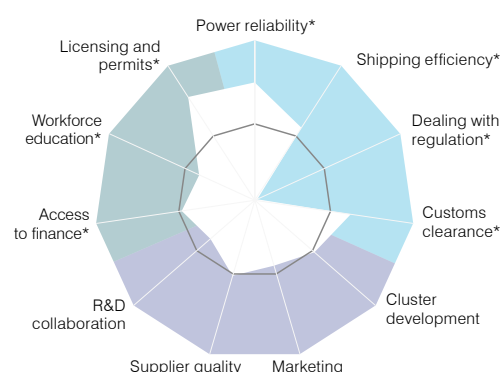 Power reliability*
Licensing and
permits*
Shipping efficiency*
Workforce
education*
Dealing with
regulation*
Access
to finance*
Customs
clearance*
R&D
collaboration
Cluster
development
Supplier quality
Marketing